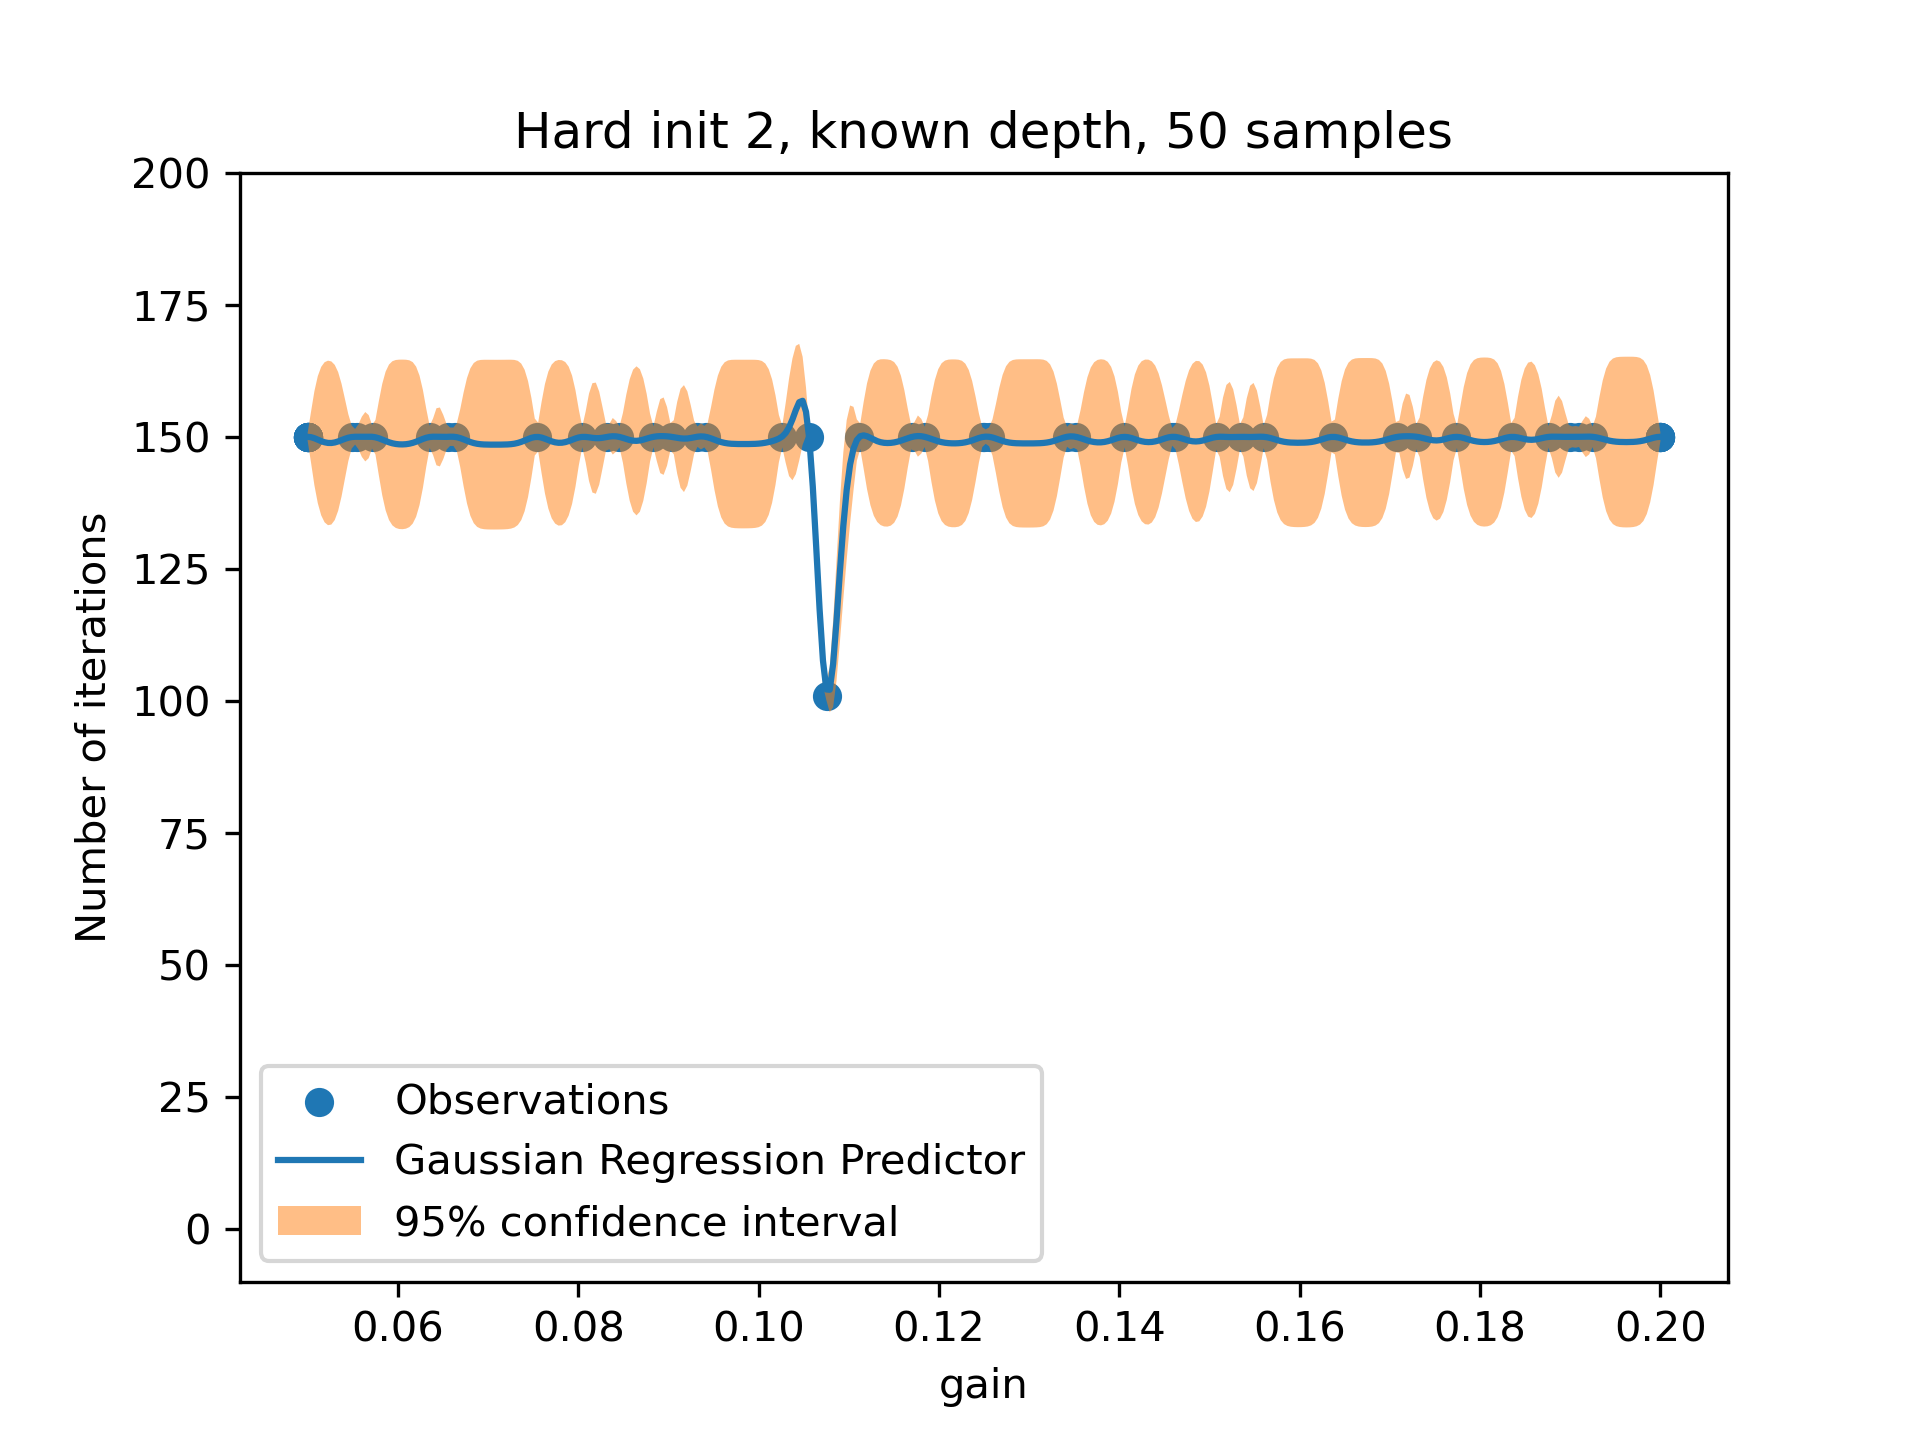 Hard init 2, known depth, 50 samples
200
175
150
125
100
75
50
25
0
Number of iterations
Observations
Gaussian Regression Predictor
95% confidence interval
0.06 0.08 0.10 0.12 0.14 0.16 0.18 0.20
gain